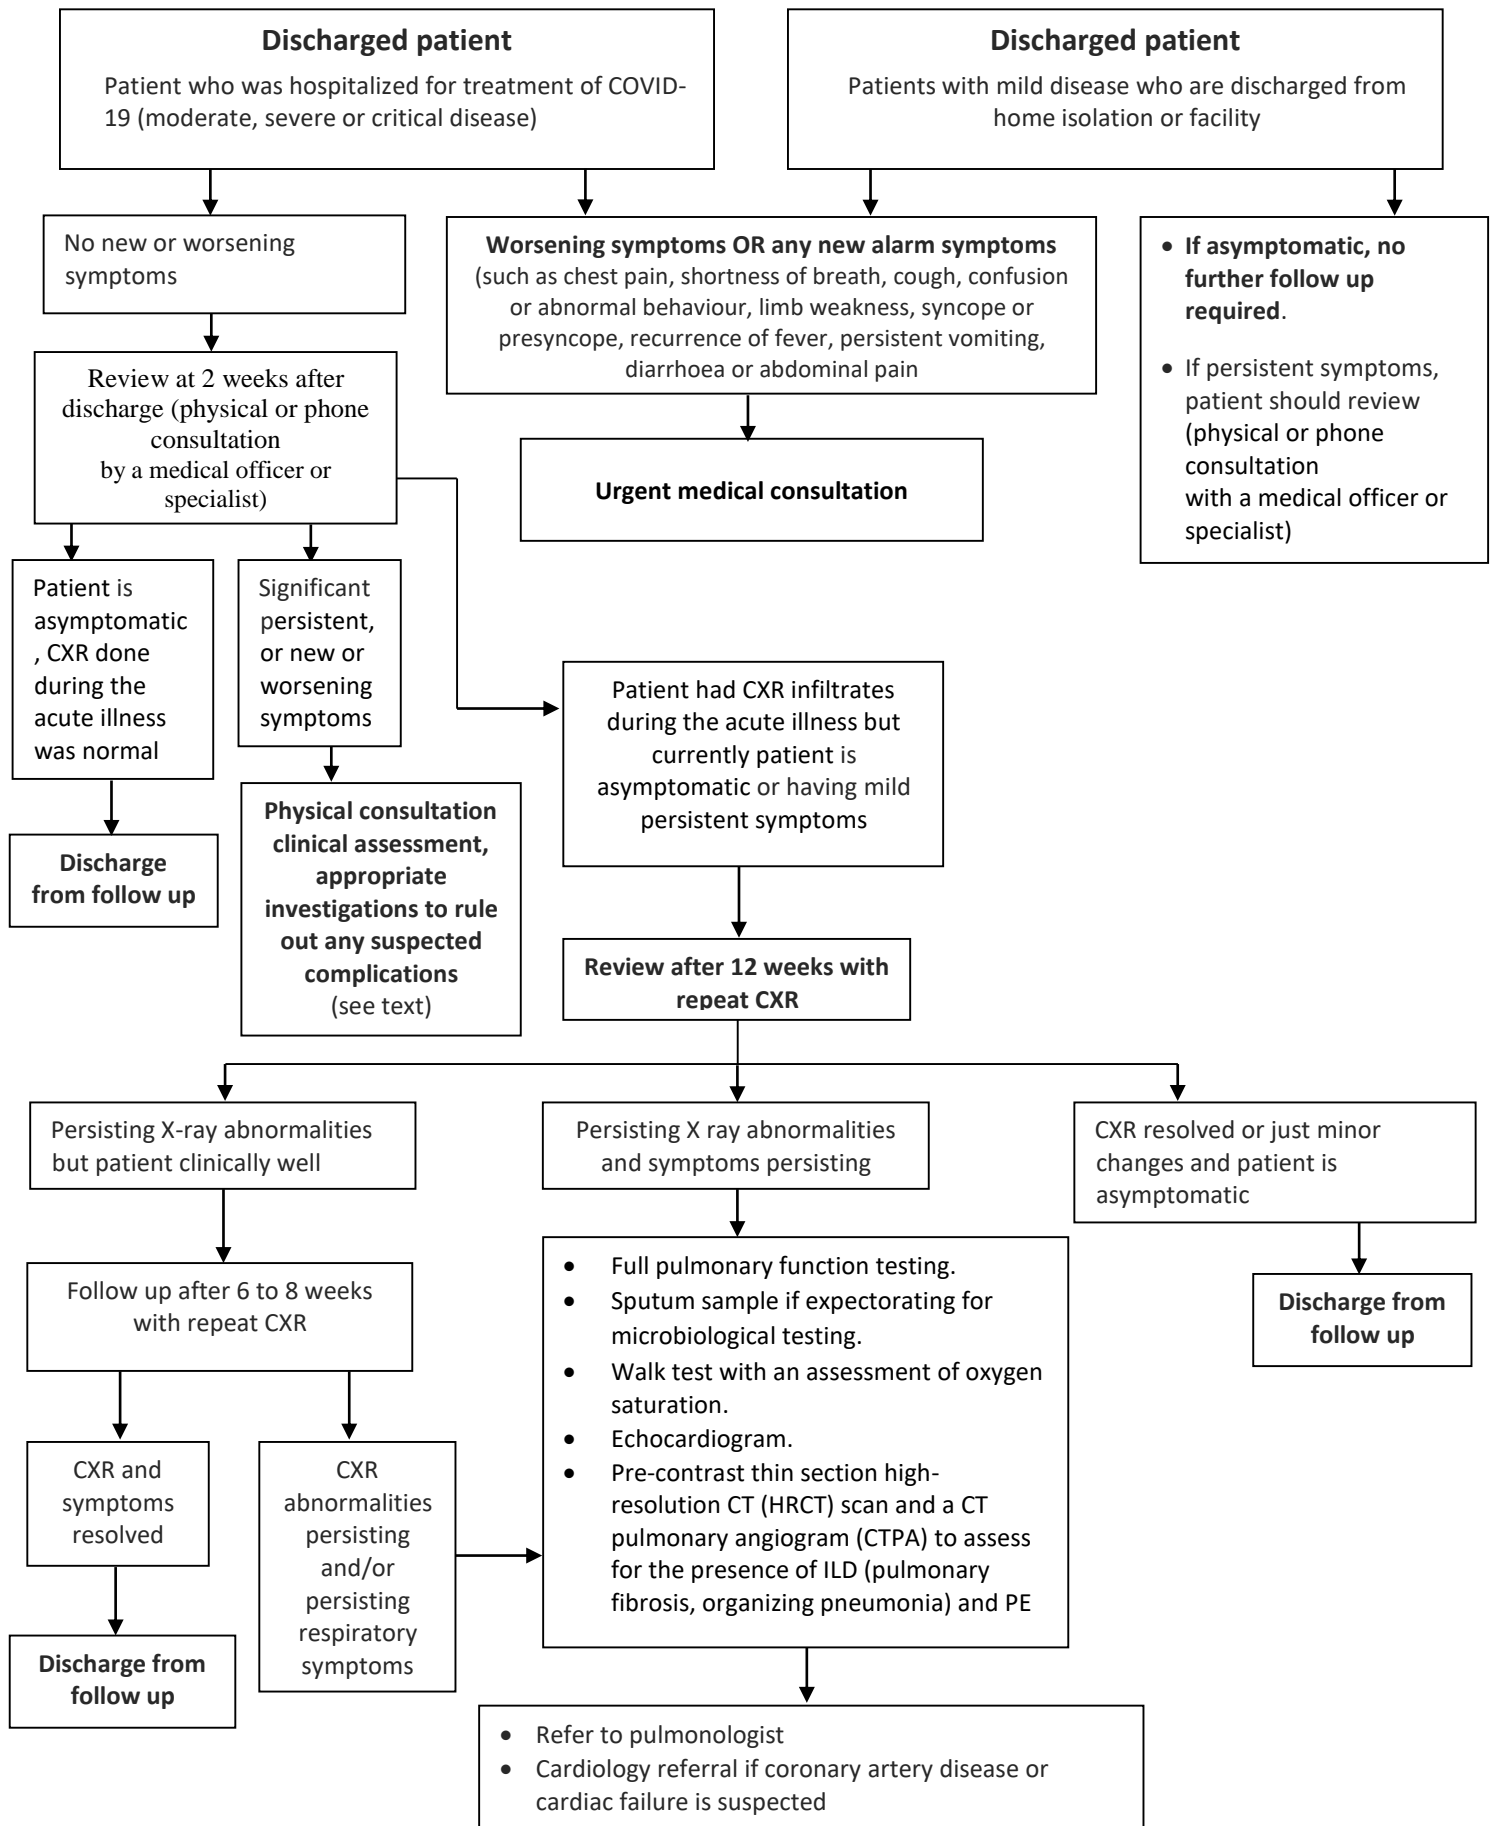 Discharged patient
Patient who was hospitalized for treatment of COVID-
19 (moderate, severe or critical disease)
Discharged patient
Patients with mild disease who are discharged from
home isolation or facility
No new or worsening
symptoms
Worsening symptoms OR any new alarm symptoms
(such as chest pain, shortness of breath, cough, confusion
or abnormal behaviour, limb weakness, syncope or
presyncope, recurrence of fever, persistent vomiting,
diarrhoea or abdominal pain
• If asymptomatic, no
further follow up
required.
• If persistent symptoms,
patient should review
(physical or phone
consultation
with a medical officer or
specialist)
Review at 2 weeks after
discharge (physical or phone
consultation
by a medical officer or
specialist)
Urgent medical consultation
Patient is
asymptomatic
, CXR done
during the
acute illness
was normal
Significant
persistent,
or new or
worsening
symptoms
Patient had CXR infiltrates
during the acute illness but
currently patient is
asymptomatic or having mild
persistent symptoms
Discharge
from follow up
Physical consultation
clinical assessment,
appropriate
investigations to rule
out any suspected
complications
(see text)
Review after 12 weeks with
repeat CXR
Persisting X-ray abnormalities
but patient clinically well
Persisting X ray abnormalities
and symptoms persisting
CXR resolved or just minor
changes and patient is
asymptomatic
Follow up after 6 to 8 weeks
with repeat CXR
• Full pulmonary function testing.
• Sputum sample if expectorating for
microbiological testing.
• Walk test with an assessment of oxygen
saturation.
• Echocardiogram.
• Pre-contrast thin section high-
resolution CT (HRCT) scan and a CT
pulmonary angiogram (CTPA) to assess
for the presence of ILD (pulmonary
fibrosis, organizing pneumonia) and PE
Discharge from
follow up
CXR and
symptoms
resolved
CXR
abnormalities
persisting
and/or
persisting
respiratory
symptoms
Discharge from
follow up
• Refer to pulmonologist
• Cardiology referral if coronary artery disease or
cardiac failure is suspected